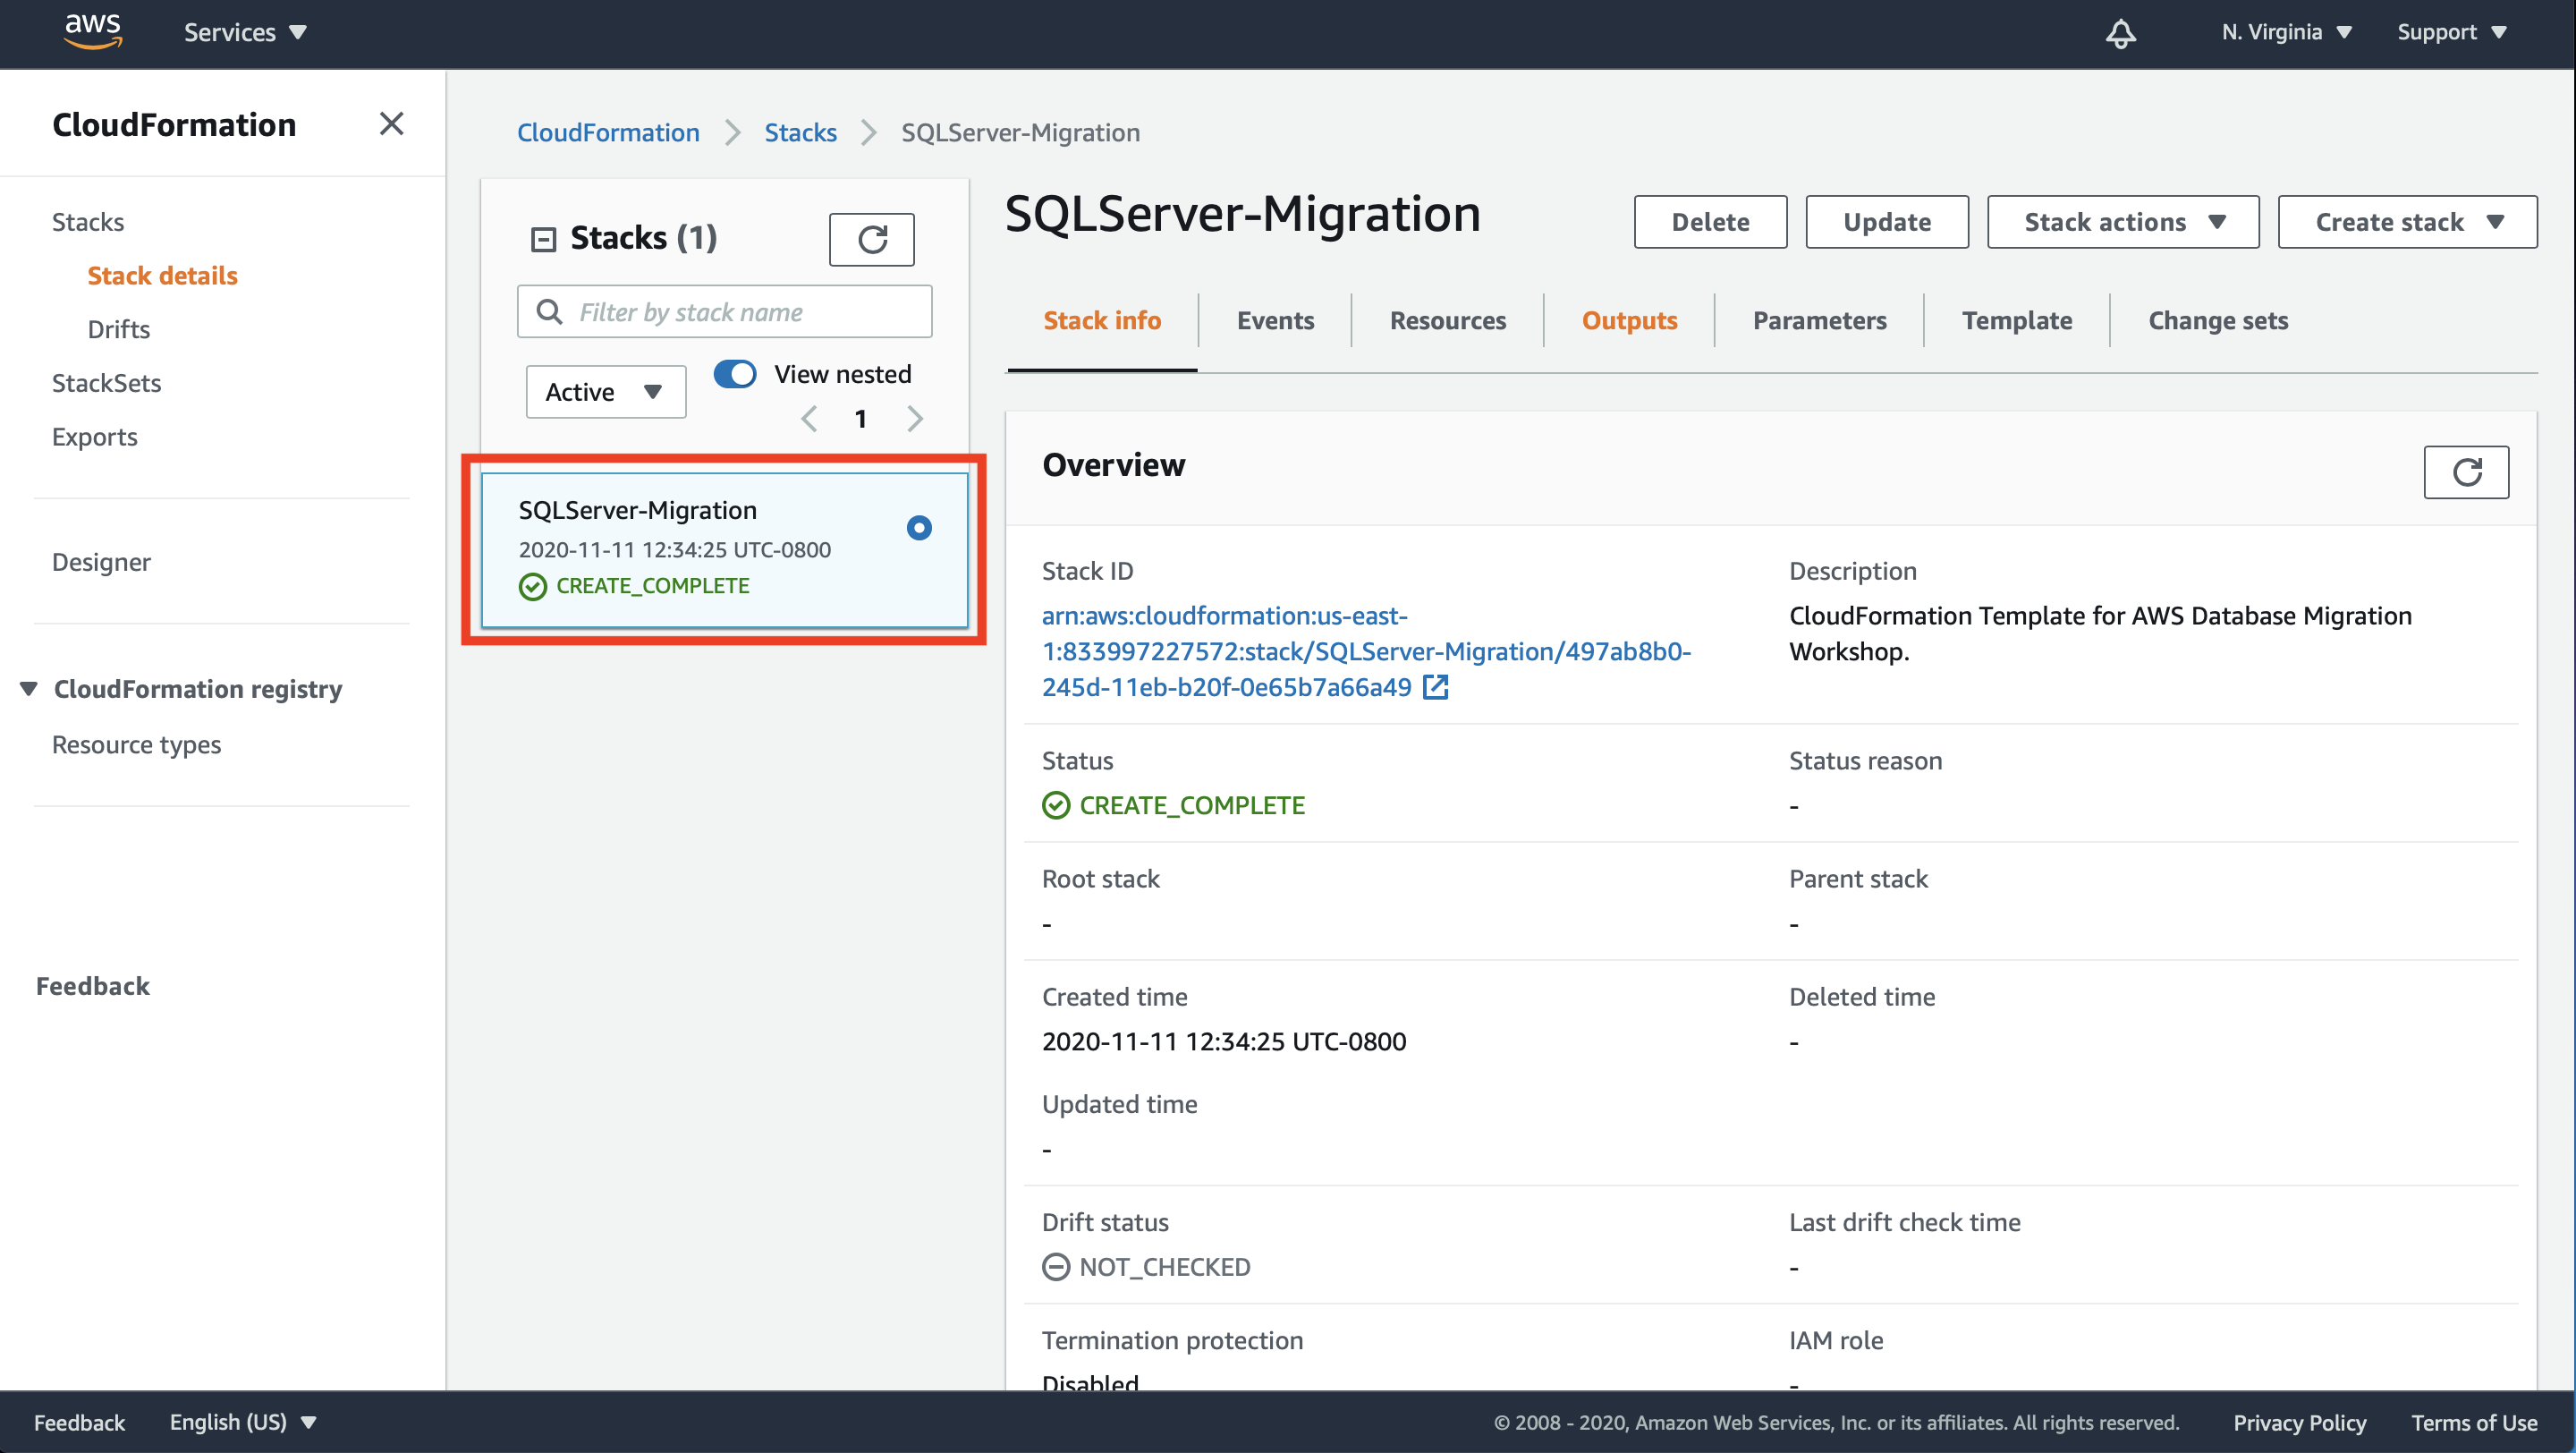 aws
Services
N. Virginia
Support
CloudFormation
Stacks
Stack details
Drifts
StackSets
Exports
Designer
CloudFormation registry
Resource types
Feedback
CloudFormation
Stacks
SQLServer-Migration
Stacks (1)
Filter by stack name
Active
View nested
1
SQLServer-Migration
2020-11-11 12:34:25 UTC-0800
CREATE_COMPLETE
SQLServer-Migration
Delete
Update
Stack actions
Create stack
Stack info
Events
Resources
Outputs
Parameters
Template
Change sets
Overview
Stack ID
arn:aws:cloudformation:us-east-
1:833997227572:stack/SQLServer-Migration/497ab8b0-
245d-11eb-b20f-0e65b7a66a49
Description
CloudFormation Template for AWS Database Migration
Workshop.
Status
CREATE_COMPLETE
Status reason
-
Root stack
-
Parent stack
-
Created time
2020-11-11 12:34:25 UTC-0800
Deleted time
-
Updated time
-
Drift status
NOT_CHECKED
Last drift check time
-
Termination protection
Disabled
IAM role
-
Feedback
English (US)
© 2008 - 2020, Amazon Web Services, Inc. or its affiliates. All rights reserved.
Privacy Policy
Terms of Use